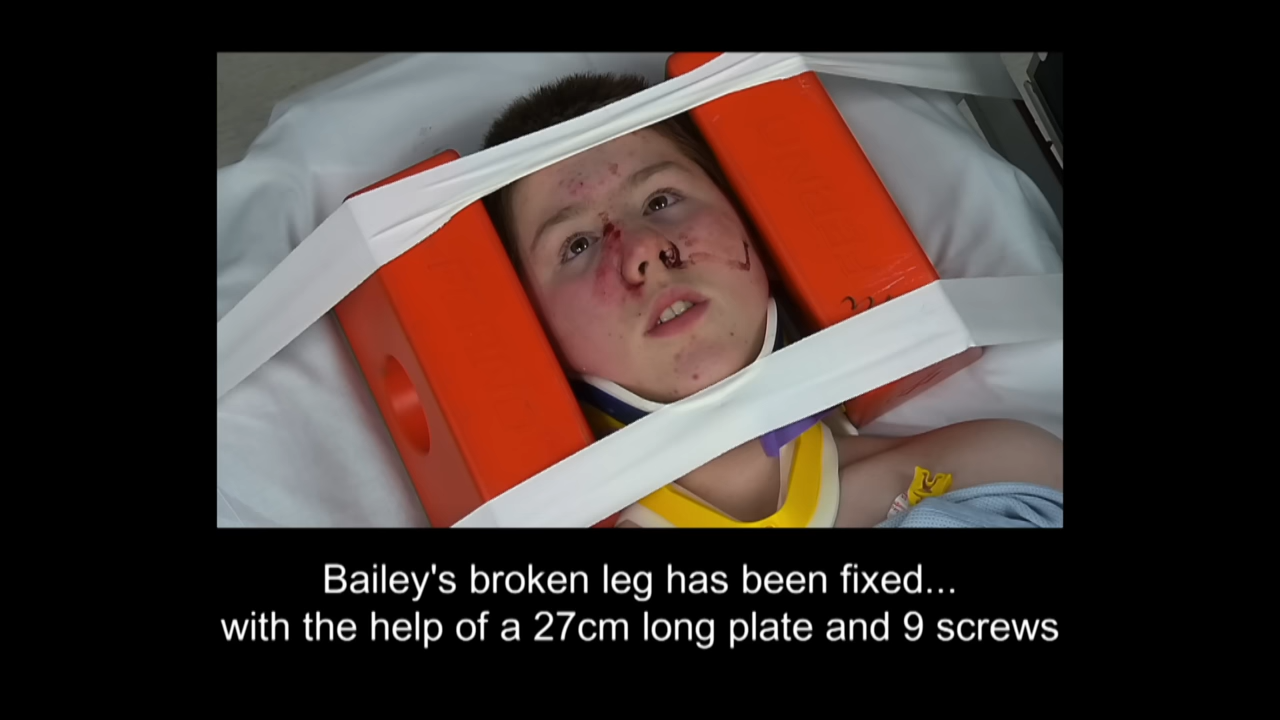 Bailey's broken leg has been fixed...
with the help of a 27cm long plate and 9 screws